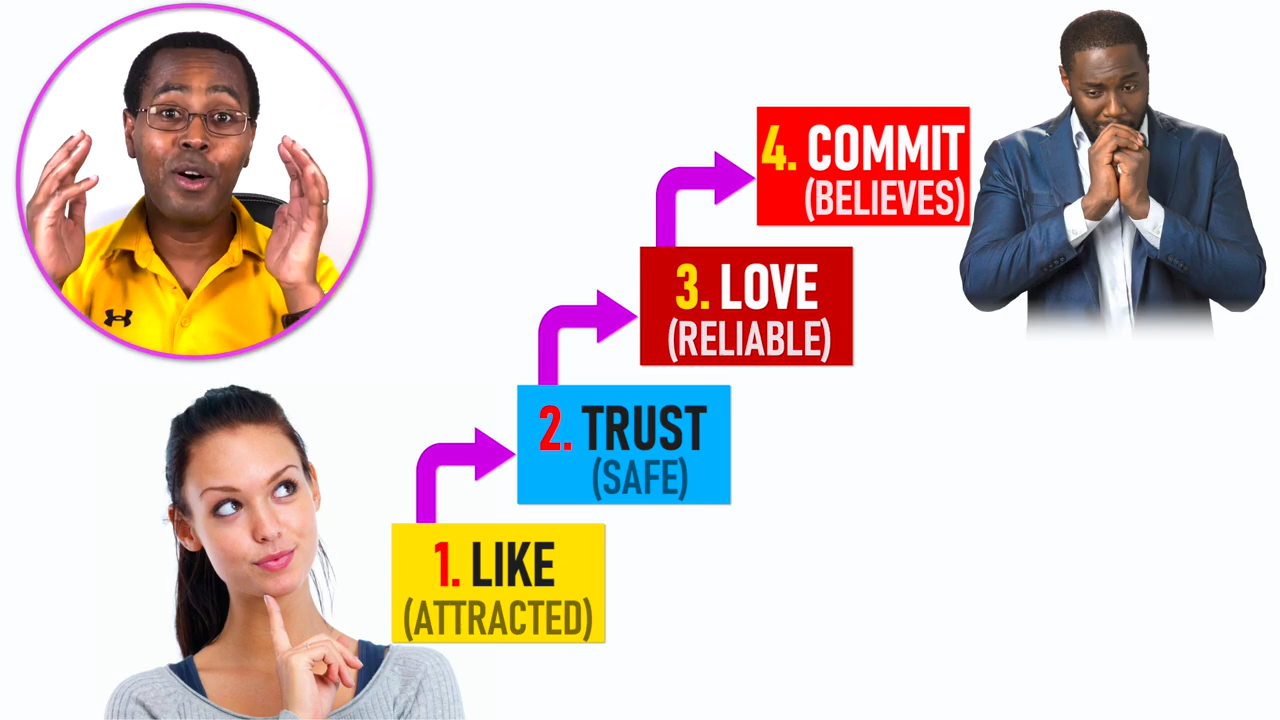 1. LIKE
(ATTRACTED)
2. TRUST
(SAFE)
3. LOVE
(RELIABLE)
4. COMMIT
(BELIEVES)